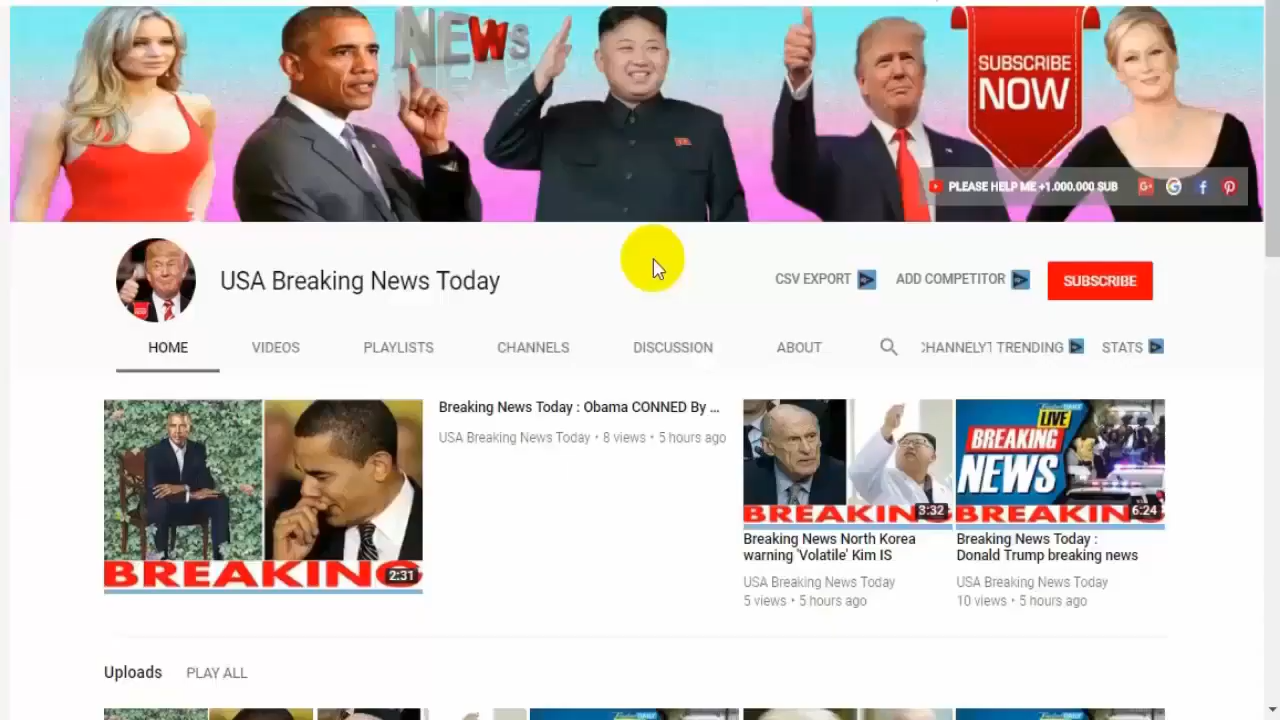 NEWS
SUBSCRIBE
NOW
PLEASE HELP ME +1.000.000 SUB
USA Breaking News Today
CSV EXPORT
ADD COMPETITOR
SUBSCRIBE
HOME
VIDEOS
PLAYLISTS
CHANNELS
DISCUSSION
ABOUT
CHANNELYT TRENDING
STATS
BREAKING
2:31
Breaking News Today : Obama CONNED By ...
USA Breaking News Today • 8 views • 5 hours ago
BREAKIN
3:32
Breaking News North Korea
warning 'Volatile' Kim IS
USA Breaking News Today
5 views • 5 hours ago
LIVE
BREAKING
NEWS
BREAKIN
6:24
Breaking News Today :
Donald Trump breaking news
USA Breaking News Today
10 views • 5 hours ago
Uploads
PLAY ALL